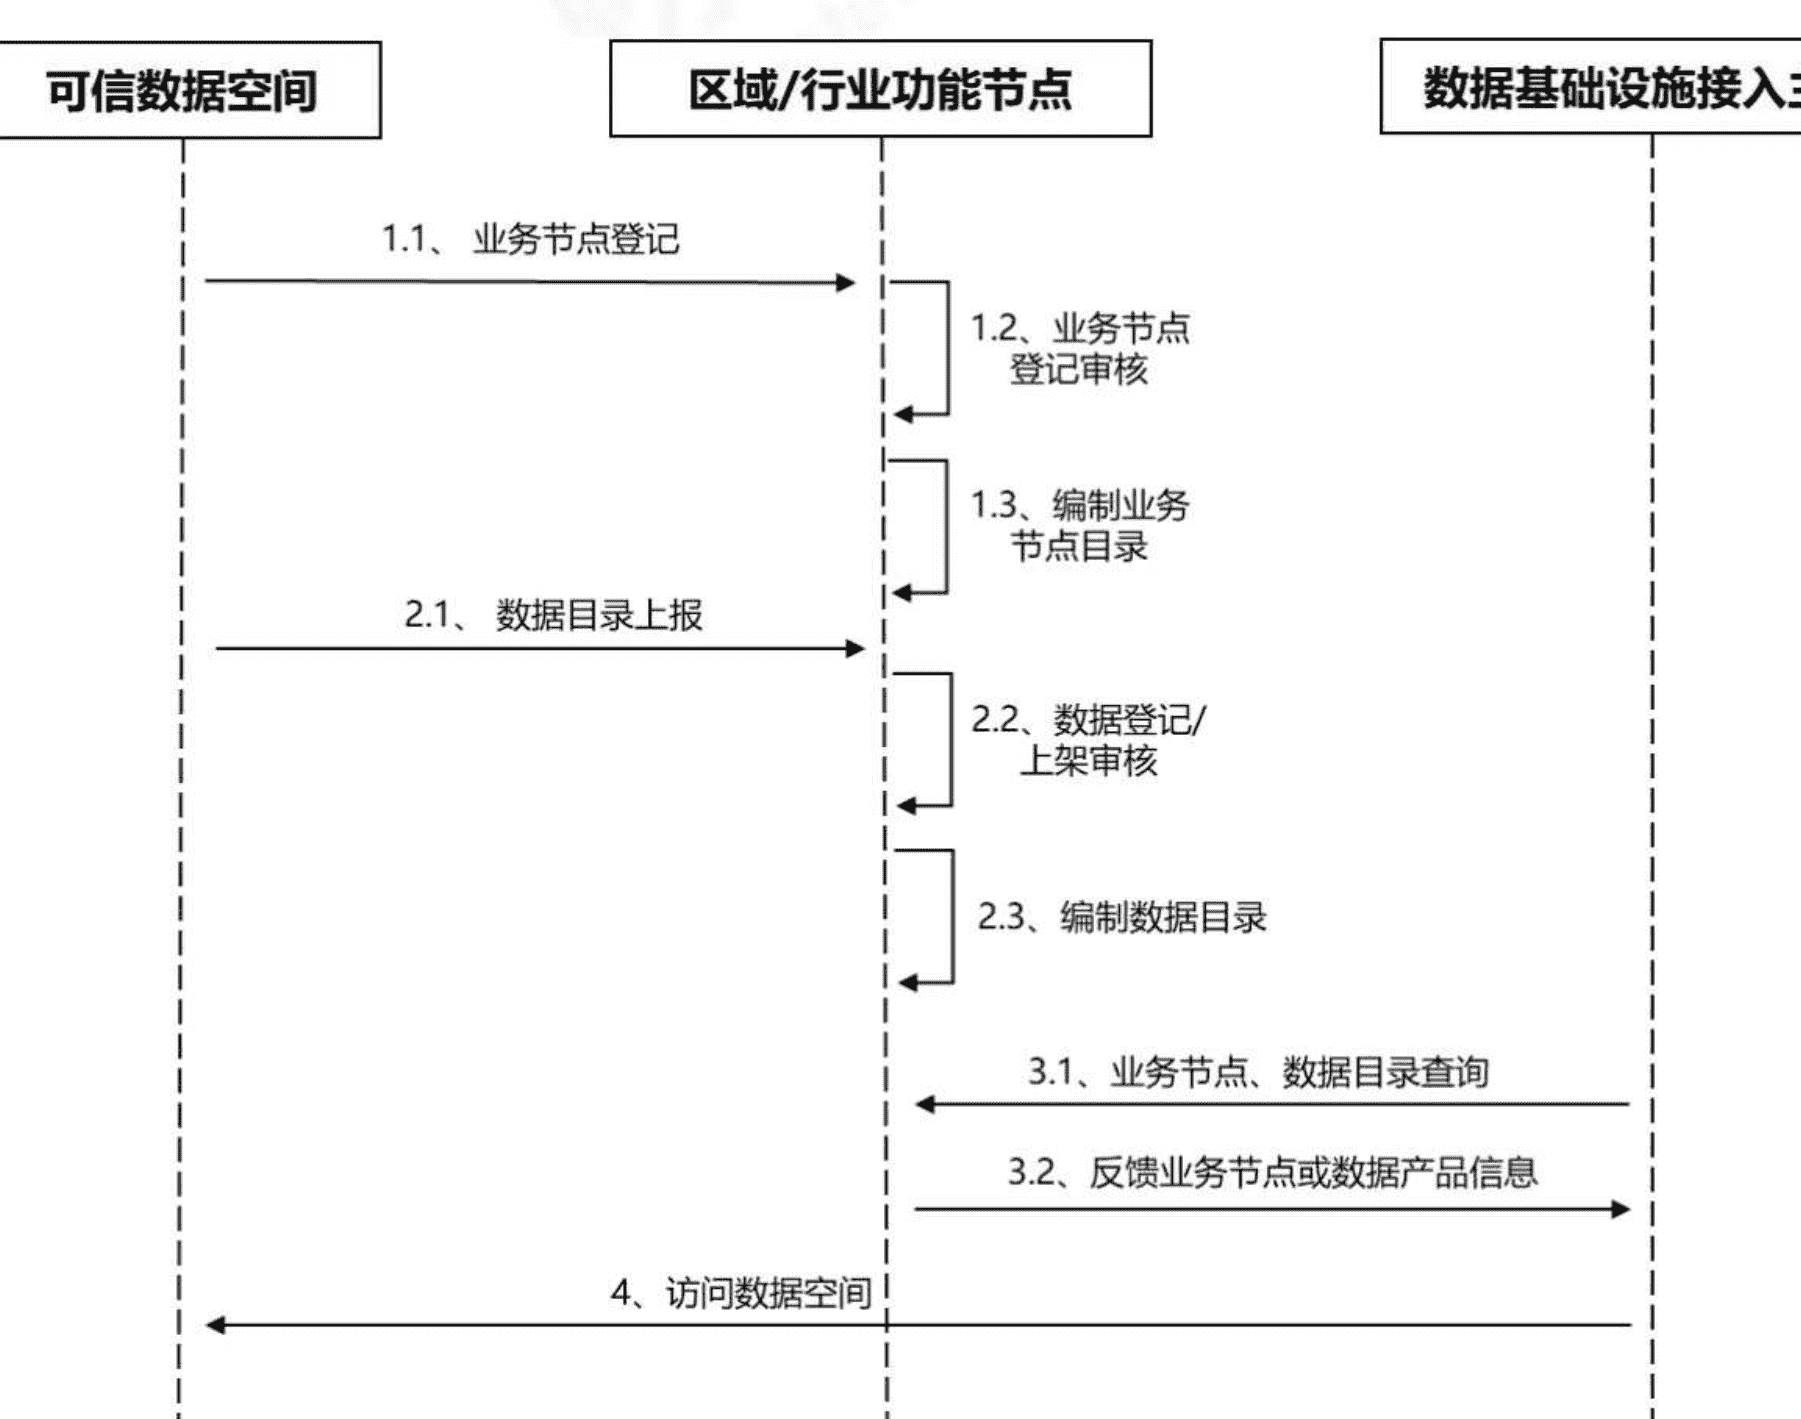 可信数据空间
区域/行业功能节点
数据基础设施接入
1.1、 业务节点登记
1.2、业务节点
登记审核
1.3、编制业务
节点目录
2.1、 数据目录上报
2.2、数据登记/
上架审核
2.3、编制数据目录
3.1、业务节点、数据目录查询
3.2、反馈业务节点或数据产品信息
4、访问数据空间